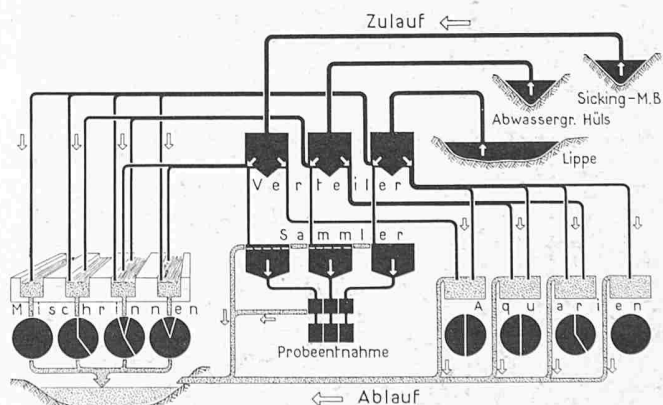 Zulauf
Sicking-M.B
Abwassergr. Hüls
Lippe
Verteiler
Sammler
Mischrinnen
Aquarien
Probeentnahme
Ablauf